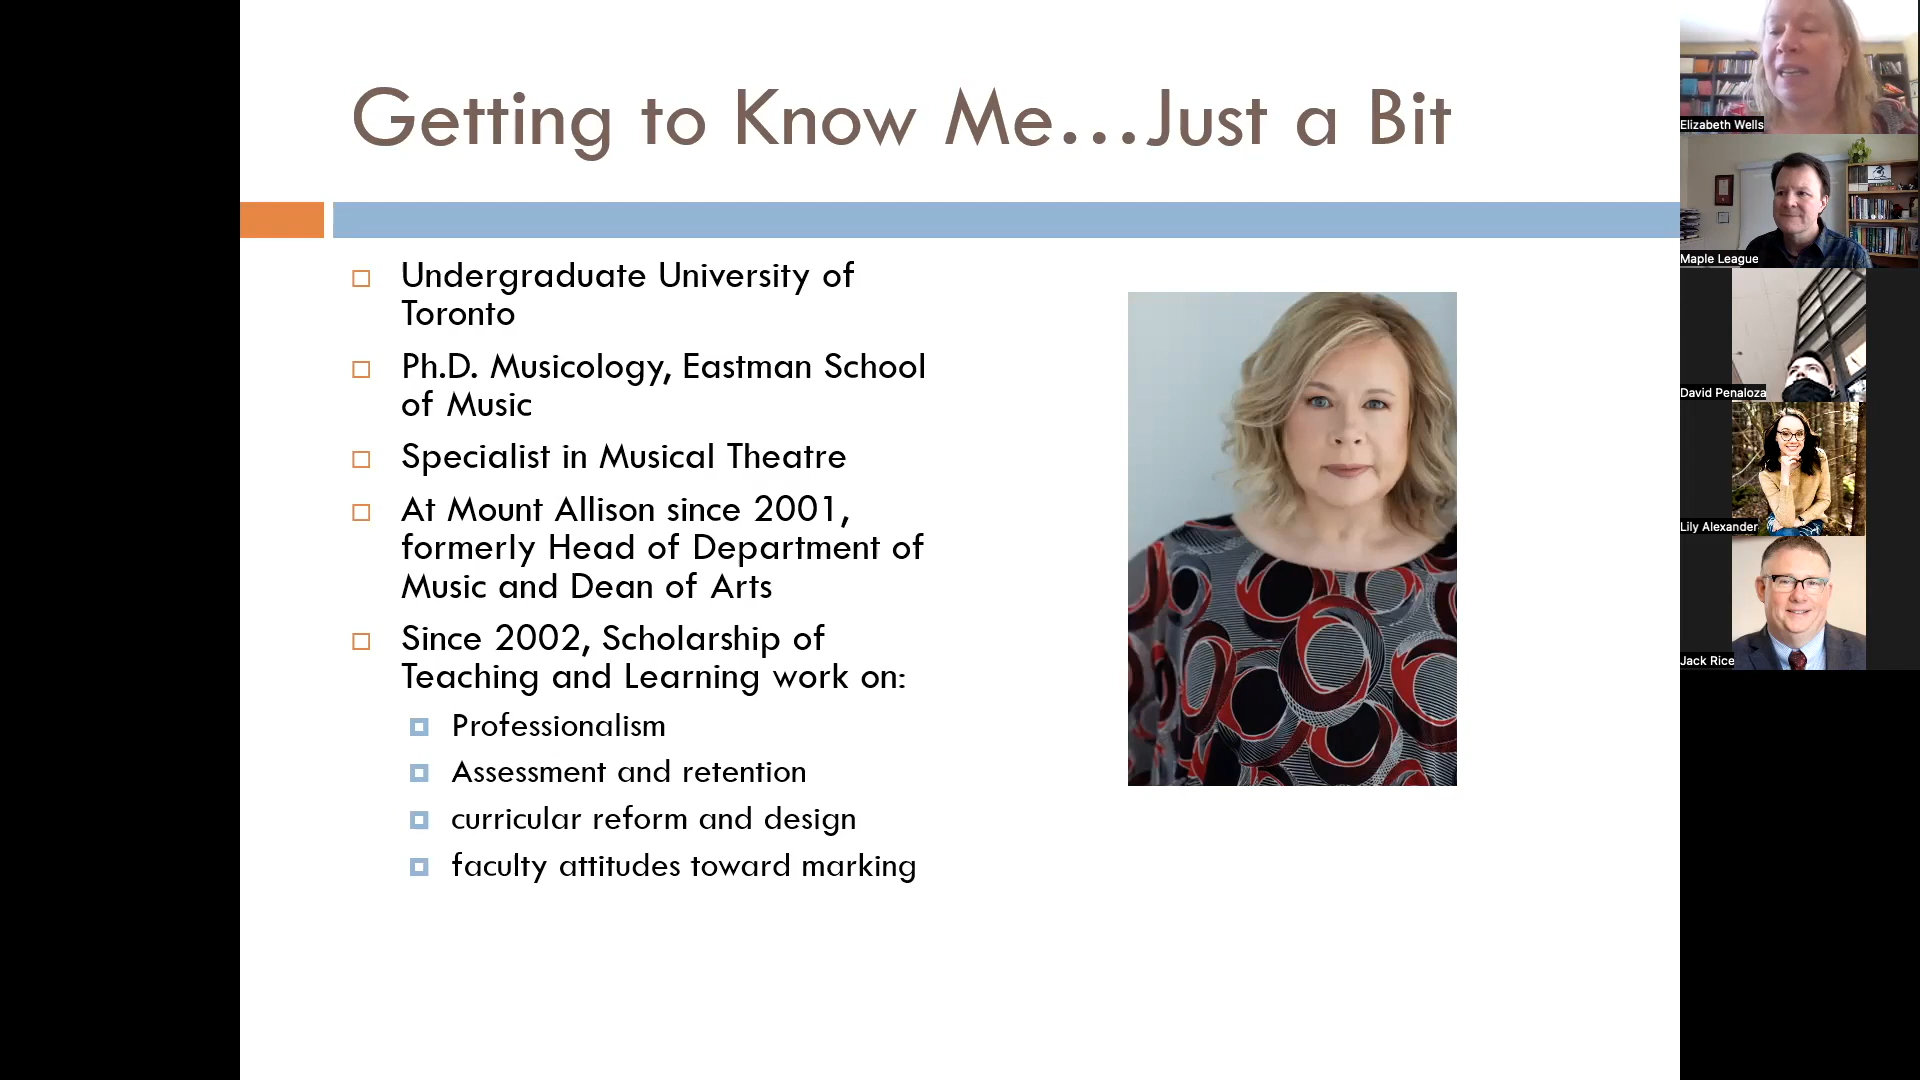 Getting to Know Me...Just a Bit
Undergraduate University of
Toronto
Ph.D. Musicology, Eastman School
of Music
Specialist in Musical Theatre
At Mount Allison since 2001,
formerly Head of Department of
Music and Dean of Arts
Since 2002, Scholarship of
Teaching and Learning work on:
Professionalism
Assessment and retention
curricular reform and design
faculty attitudes toward marking
Elizabeth Wells
Maple League
David Penaloza
Lily Alexander
Jack Rice